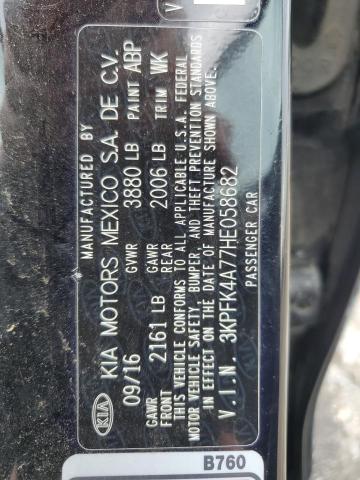 MANUFACTURED BY
KIA KIA MOTORS MEXICO S.A. DE C.V.
09/16 GVWR 3880 LB PAINT ABP
GAWR FRONT 2161 LB GAWR REAR 2006 LB TRIM WK
THIS VEHICLE CONFORMS TO ALL APPLICABLE U.S.A. FEDERAL
MOTOR VEHICLE SAFETY, BUMPER, AND THEFT PREVENTION STANDARDS
IN EFFECT ON THE DATE OF MANUFACTURE SHOWN ABOVE.
V.I.N. 3KPFK4A77HE058682
PASSENGER CAR
B760
V